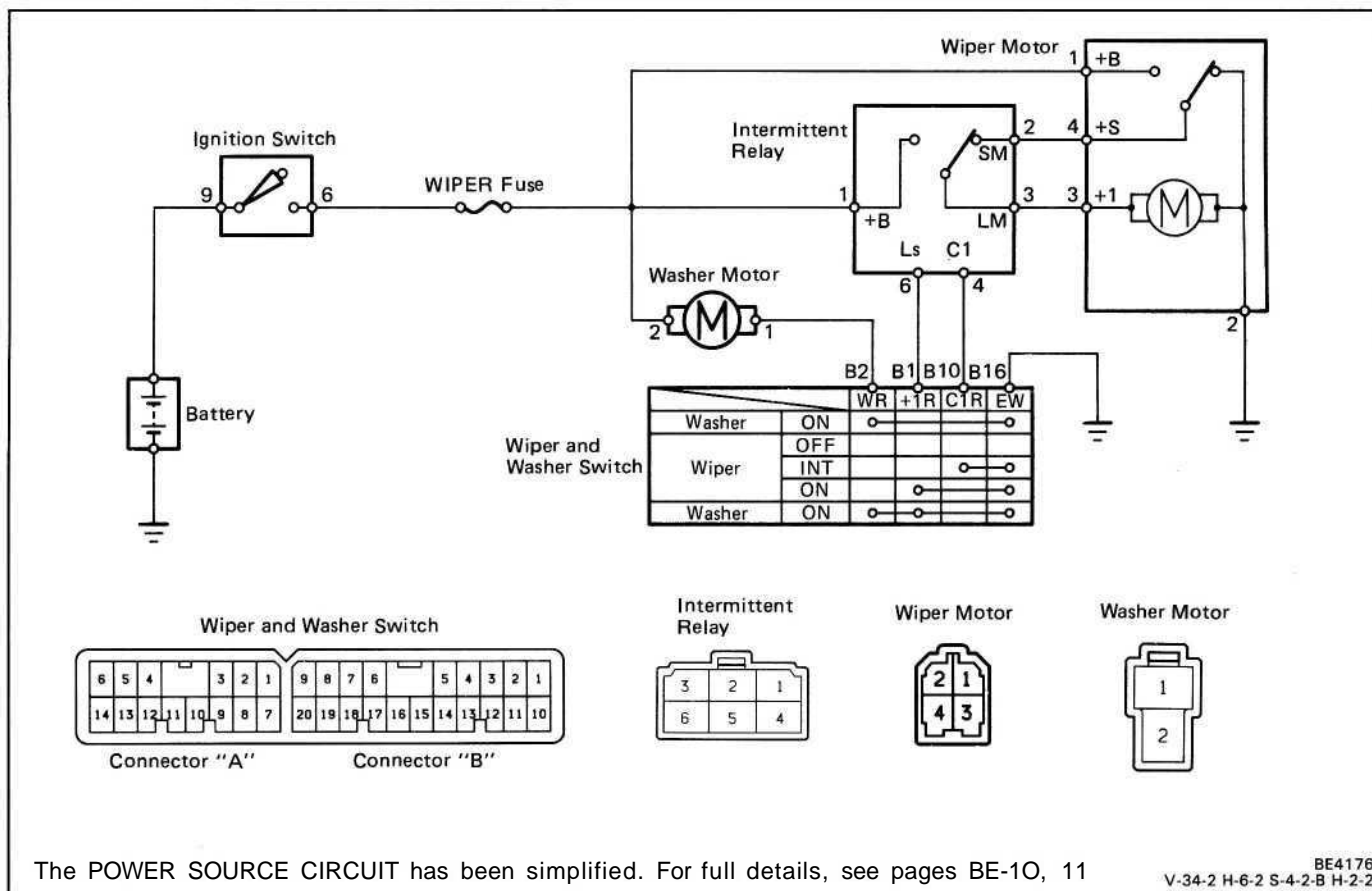 Wiper Motor
1 +B
Ignition Switch
Intermittent
Relay
2 4 +S
SM
WIPER Fuse
9 6
1 3 3 +1 M
+B LM
Ls C1
Washer Motor
6 4
2 M 1
2
B2 B1 B10 B16
WR +1R C1R EW
Battery
Washer ON
Wiper and
Washer Switch
OFF
Wiper INT
ON
Washer ON
Wiper and Washer Switch
Intermittent
Relay
Wiper Motor
Washer Motor
6 5 4 3 2 1 9 8 7 6 5 4 3 2 1
14 13 12 11 10 9 8 7 20 19 18 17 16 15 14 13 12 11 10
3 2 1
6 5 4
2 1
4 3
1
2
Connector "A" Connector "B"
The POWER SOURCE CIRCUIT has been simplified. For full details, see pages BE-1O, 11
BE4176
V-34-2 H-6-2 S-4-2-B H-2-2